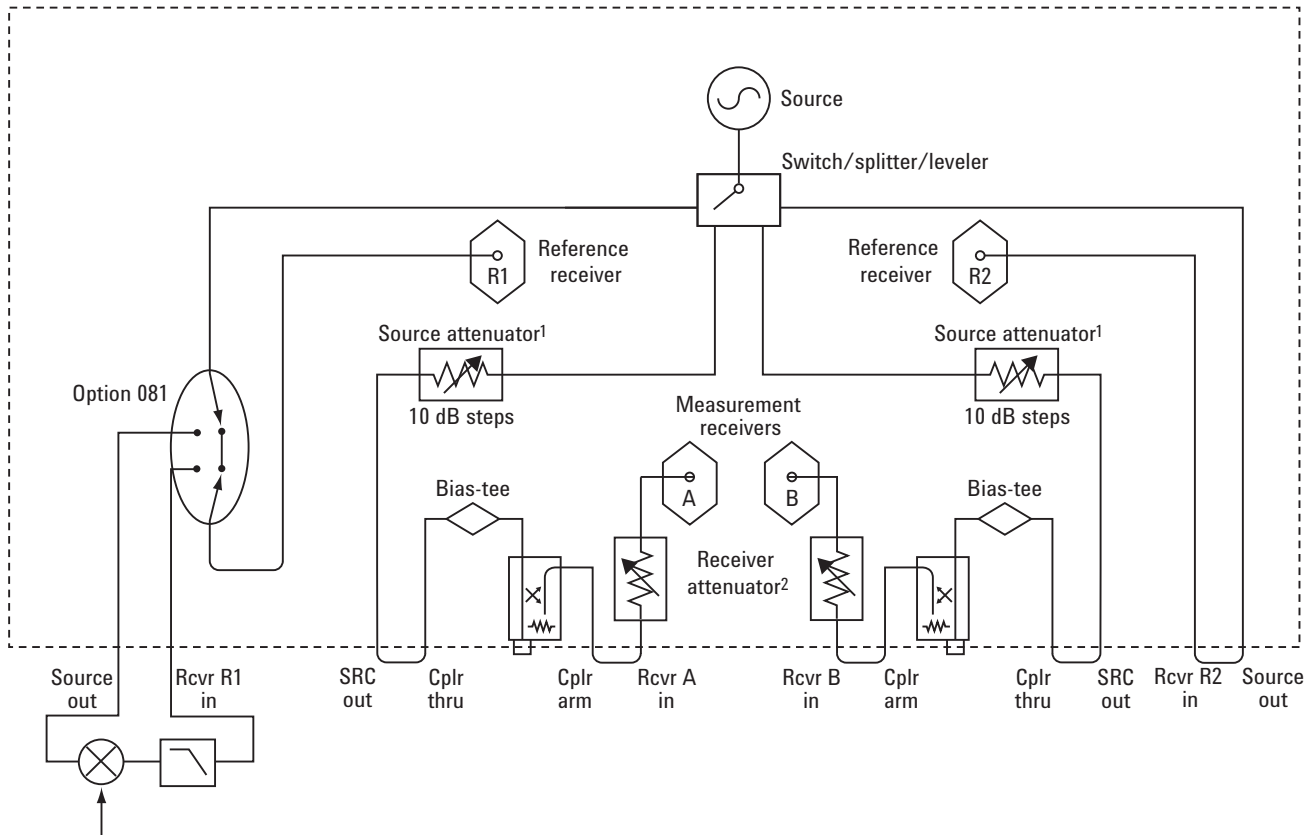 Source
Switch/splitter/leveler
Reference
receiver
R1
Reference
receiver
R2
Source attenuator1
10 dB steps
Source attenuator1
10 dB steps
Option 081
Measurement
receivers
A
B
Bias-tee
Bias-tee
Receiver
attenuator2
Source
out
Rcvr R1
in
SRC
out
Cplr
thru
Cplr
arm
Rcvr A
in
Rcvr B
in
Cplr
arm
Cplr
thru
SRC
out
Rcvr R2
in
Source
out